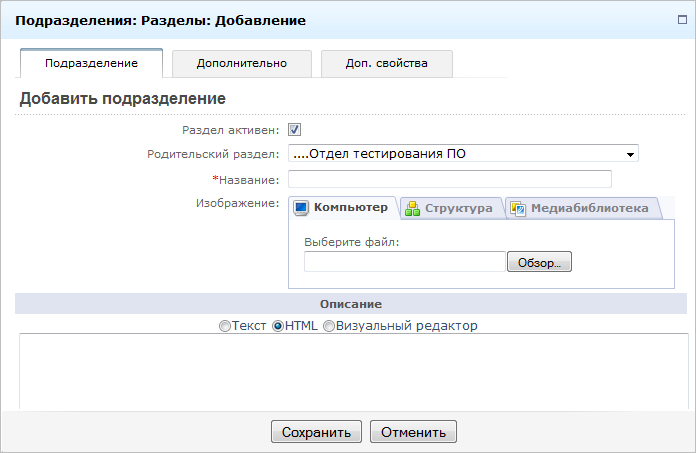 Подразделения: Разделы: Добавление
Подразделение Дополнительно Доп. свойства
Добавить подразделение
Раздел активен:
Родительский раздел: ....Отдел тестирования ПО
*Название:
Изображение: Компьютер Структура Медиабиблиотека
Выберите файл:
Обзор...
Описание
Текст HTML Визуальный редактор
Сохранить Отменить